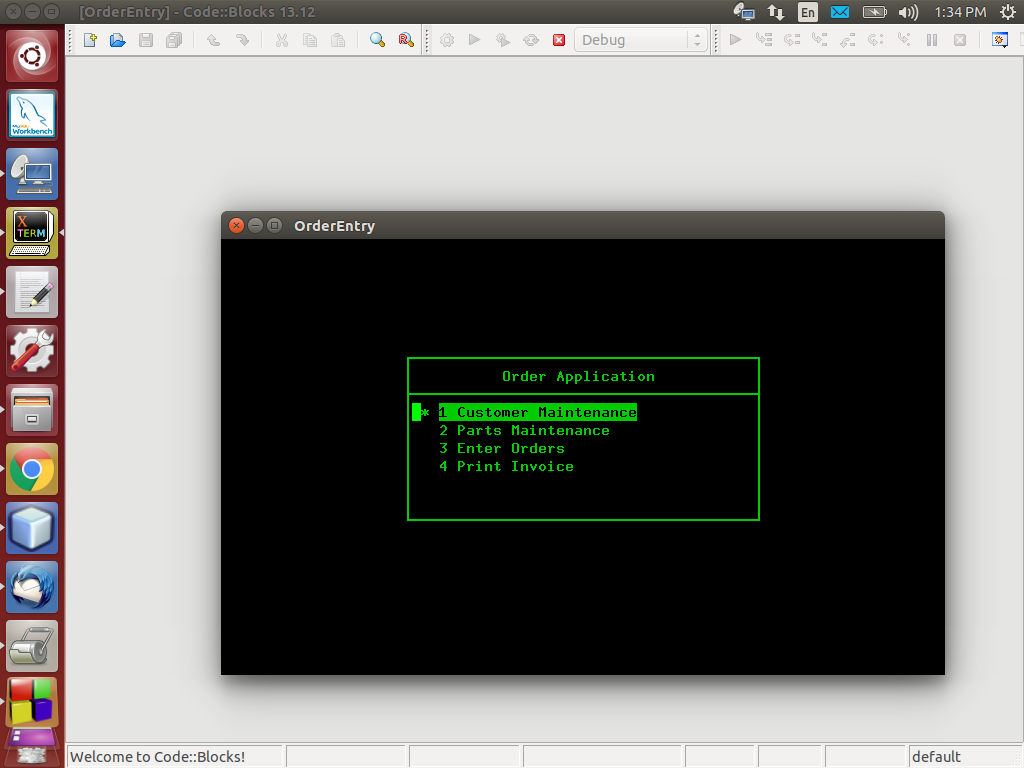 [OrderEntry] - Code::Blocks 13.12
En
1:34 PM
Debug
MySQL
Workbench
X
TERM
OrderEntry
Order Application
* 1 Customer Maintenance
2 Parts Maintenance
3 Enter Orders
4 Print Invoice
Welcome to Code::Blocks!
default